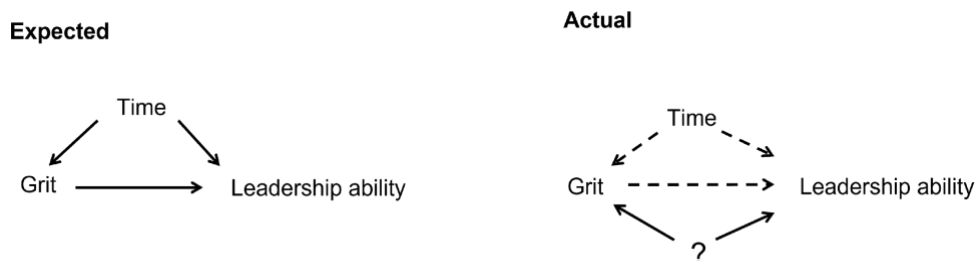 Expected
Time
Grit
Leadership ability
Actual
Time
Grit
Leadership ability
?